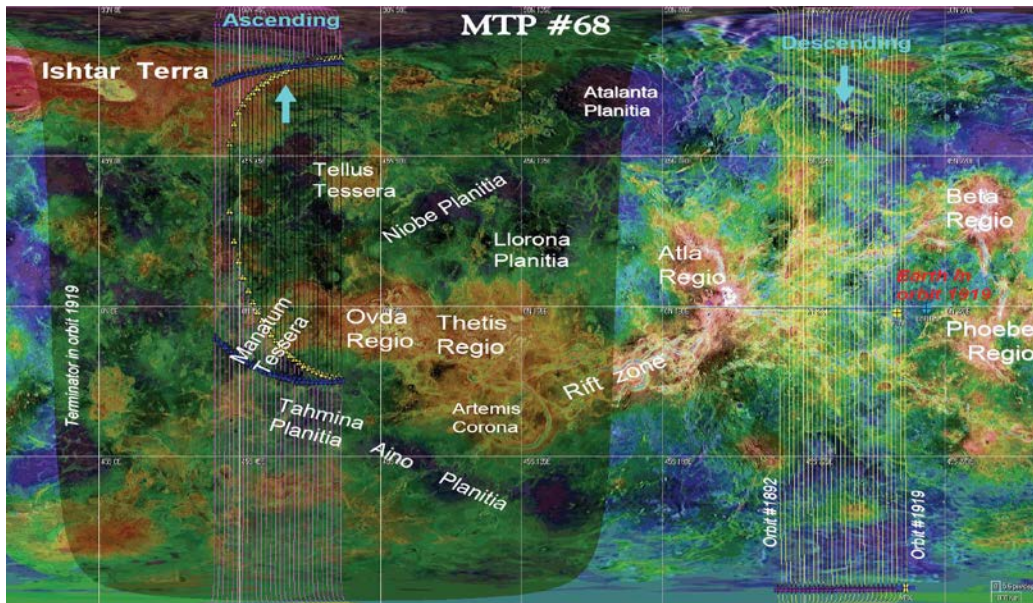 MTP #68
Ascending
Descending
Ishtar Terra
Atalanta
Planitia
Tellus
Tessera
Niobe Planitia
Llorona
Planitia
Beta
Regio
Atla
Regio
Earth in
orbit 1919
Manatum
Tessera
Ovda
Regio
Thetis
Regio
Phoebe
Regio
Rift zone
Terminator in orbit 1919
Tahmina
Planitia
Artemis
Corona
Aino Planitia
Orbit #1892
Orbit #1919